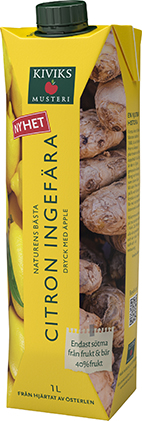 KIVIKS
MUSTERI
NYHET
NATURENS BÄSTA
CITRON INGEFÄRA
DRYCK MED ÄPPLE
Endast sötma
från frukt & bär
40% frukt
1 L
FRÅN HJÄRTAT AV ÖSTERLEN